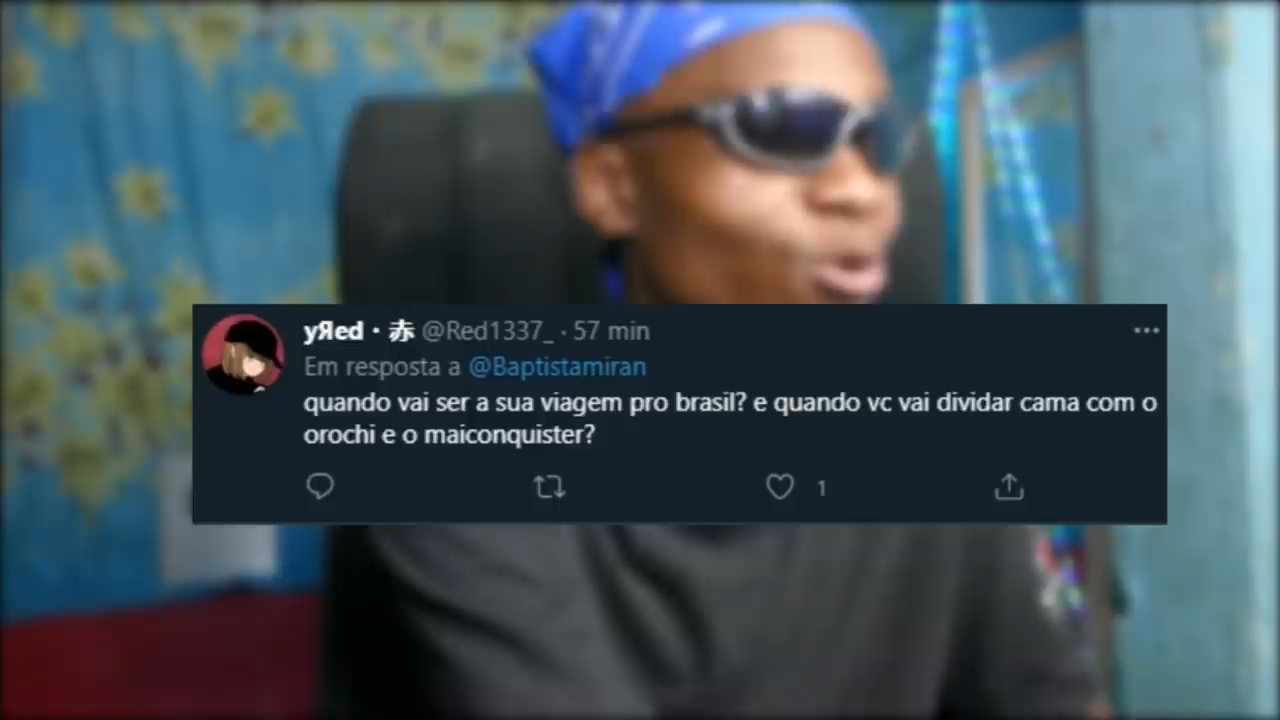 yЯed · 赤 @Red1337_ · 57 min
Em resposta a @Baptistamiran
quando vai ser a sua viagem pro brasil? e quando vc vai dividar cama com o
orochi e o maiconquister?
1